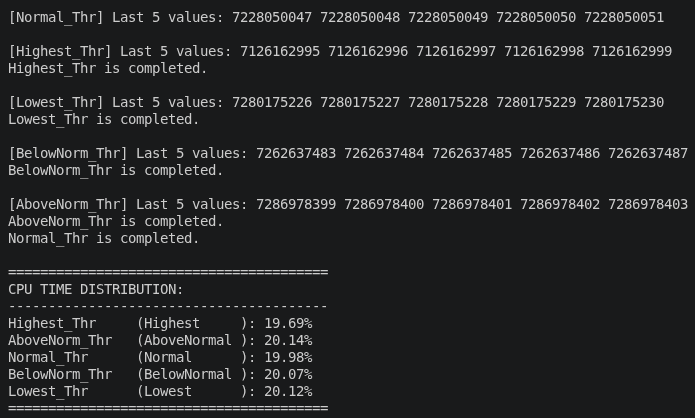 [Normal_Thr] Last 5 values: 7228050047 7228050048 7228050049 7228050050 7228050051
[Highest_Thr] Last 5 values: 7126162995 7126162996 7126162997 7126162998 7126162999
Highest_Thr is completed.
[Lowest_Thr] Last 5 values: 7280175226 7280175227 7280175228 7280175229 7280175230
Lowest_Thr is completed.
[BelowNorm_Thr] Last 5 values: 7262637483 7262637484 7262637485 7262637486 7262637487
BelowNorm_Thr is completed.
[AboveNorm_Thr] Last 5 values: 7286978399 7286978400 7286978401 7286978402 7286978403
AboveNorm_Thr is completed.
Normal_Thr is completed.
========================================
CPU TIME DISTRIBUTION:
----------------------------------------
Highest_Thr     (Highest     ): 19.69%
AboveNorm_Thr   (AboveNormal ): 20.14%
Normal_Thr      (Normal      ): 19.98%
BelowNorm_Thr   (BelowNormal ): 20.07%
Lowest_Thr      (Lowest      ): 20.12%
========================================